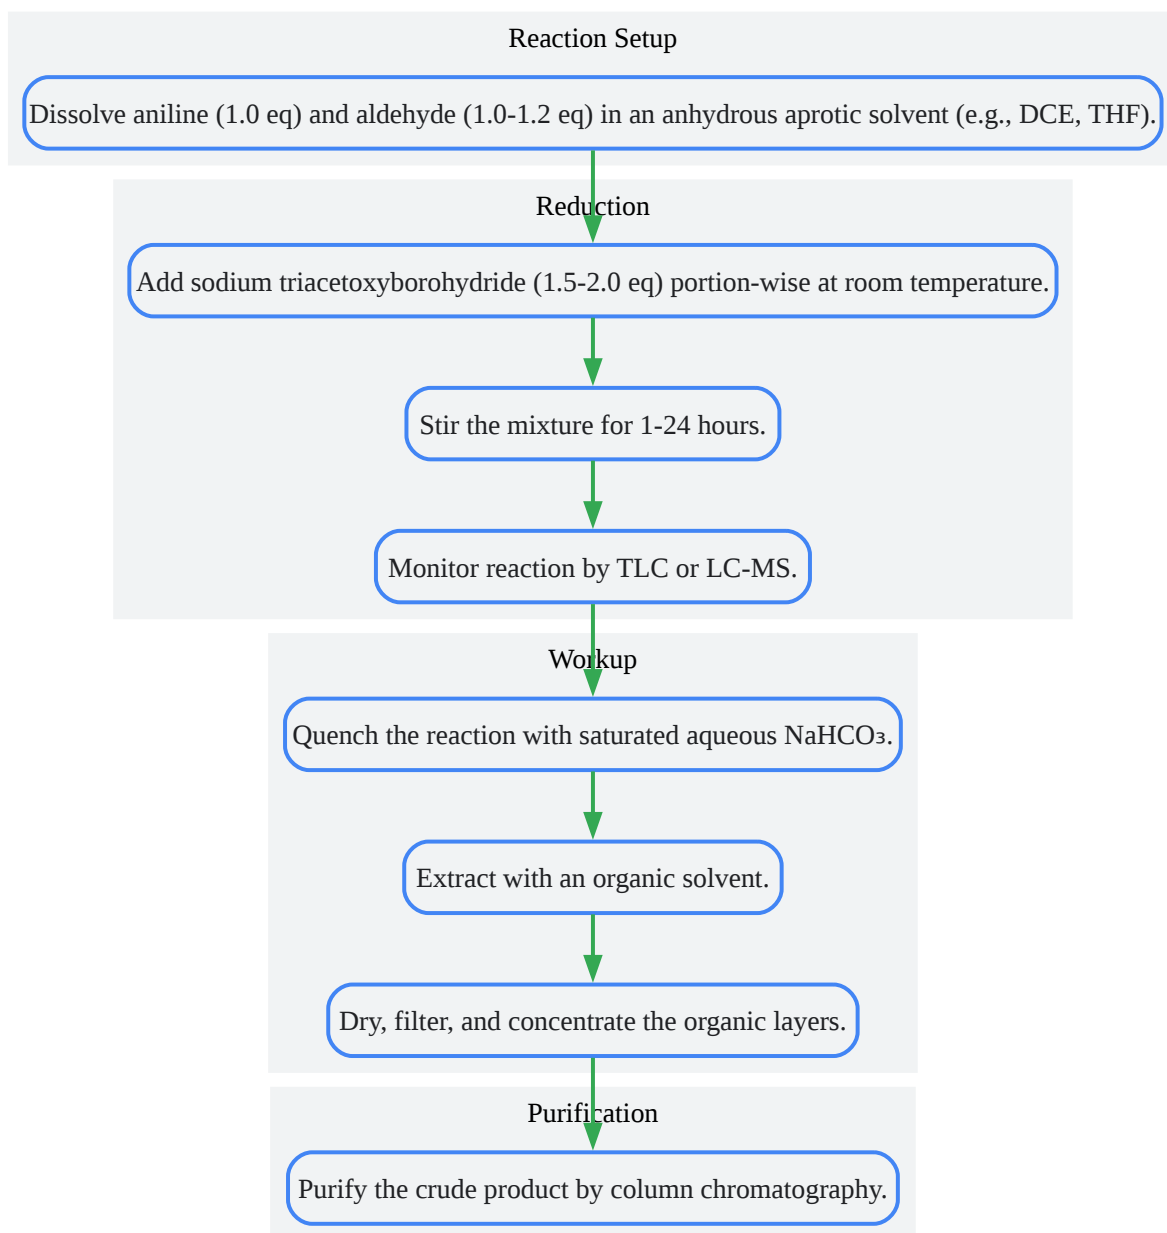 Reaction Setup
Dissolve aniline (1.0 eq) and aldehyde (1.0-1.2 eq) in an anhydrous aprotic solvent (e.g., DCE, THF).
Reduction
Add sodium triacetoxyborohydride (1.5-2.0 eq) portion-wise at room temperature.
Stir the mixture for 1-24 hours.
Monitor reaction by TLC or LC-MS.
Workup
Quench the reaction with saturated aqueous NaHCO₃.
Extract with an organic solvent.
Dry, filter, and concentrate the organic layers.
Purification
Purify the crude product by column chromatography.